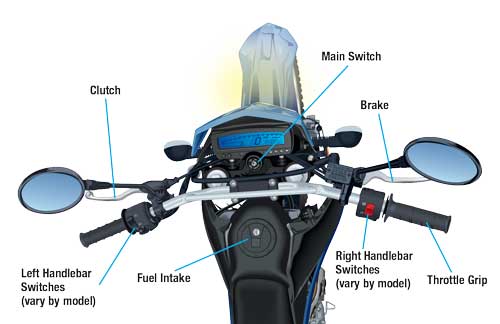 Main Switch
Clutch
Brake
Left Handlebar
Switches
(vary by model)
Fuel Intake
Right Handlebar
Switches
(vary by model)
Throttle Grip